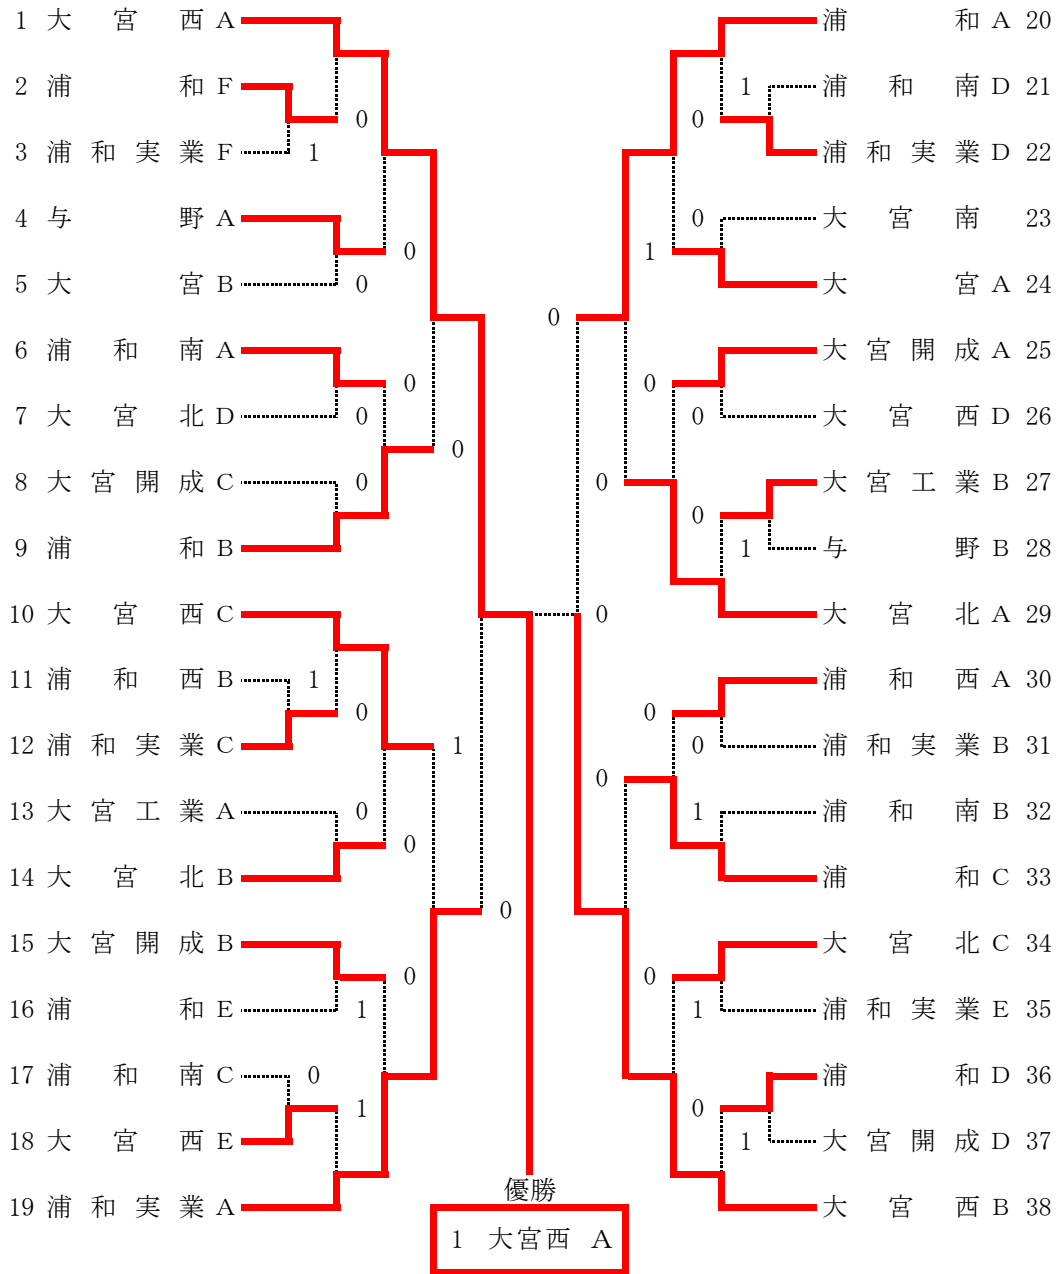 1 大宮西 A
2 浦和 F
3 浦和実業 F
4 与野 A
5 大宮 B
6 浦和南 A
7 大宮北 D
8 大宮開成 C
9 浦和 B
10 大宮西 C
11 浦和西 B
12 浦和実業 C
13 大宮工業 A
14 大宮北 B
15 大宮開成 B
16 浦和 E
17 浦和南 C
18 大宮西 E
19 浦和実業 A
0
1
0
0
0
0
0
0
1
0
1
0
0
0
0
1
0
1
0
0
0
0
0
0
1
0
1
0
0
0
1
0
0
1
0
1
浦和 A 20
浦和南 D 21
浦和実業 D 22
大宮南 23
大宮 A 24
大宮開成 A 25
大宮西 D 26
大宮工業 B 27
与野 B 28
大宮北 A 29
浦和西 A 30
浦和実業 B 31
浦和南 B 32
浦和 C 33
大宮北 C 34
浦和実業 E 35
浦和 D 36
大宮開成 D 37
大宮西 B 38
優勝
1 大宮西 A